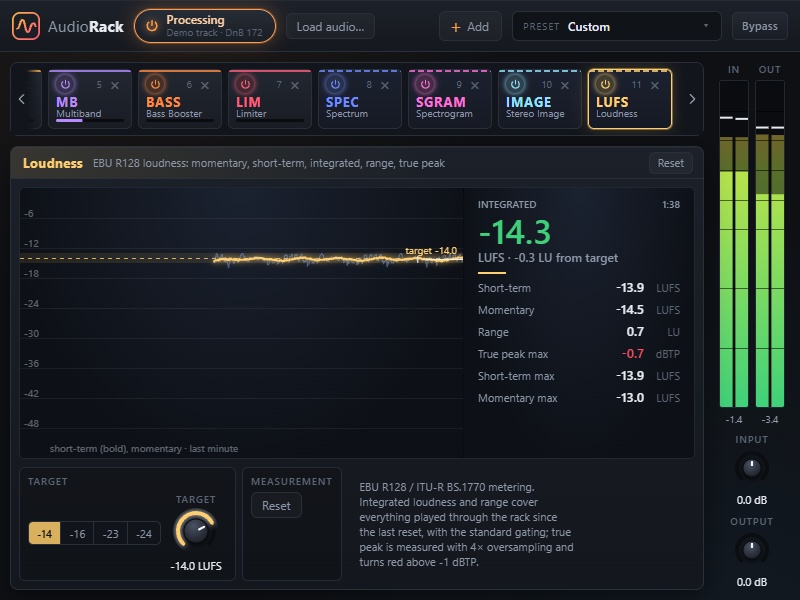 AudioRack
Processing
Demo track · DnB 172
Load audio...
+ Add
PRESET Custom
Bypass
5
MB
Multiband
6
BASS
Bass Booster
7
LIM
Limiter
8
SPEC
Spectrum
9
SGRAM
Spectrogram
10
IMAGE
Stereo Image
11
LUFS
Loudness
IN OUT
Loudness EBU R128 loudness: momentary, short-term, integrated, range, true peak
Reset
-6
-12
-18
-24
-30
-36
-42
-48
target -14.0
short-term (bold), momentary · last minute
INTEGRATED 1:38
-14.3
LUFS · -0.3 LU from target
Short-term -13.9 LUFS
Momentary -14.5 LUFS
Range 0.7 LU
True peak max -0.7 dBTP
Short-term max -13.9 LUFS
Momentary max -13.0 LUFS
TARGET
-14 -16 -23 -24
TARGET
-14.0 LUFS
MEASUREMENT
Reset
EBU R128 / ITU-R BS.1770 metering.
Integrated loudness and range cover
everything played through the rack since
the last reset, with the standard gating; true
peak is measured with 4× oversampling and
turns red above -1 dBTP.
-1.4 -3.4
INPUT
0.0 dB
OUTPUT
0.0 dB